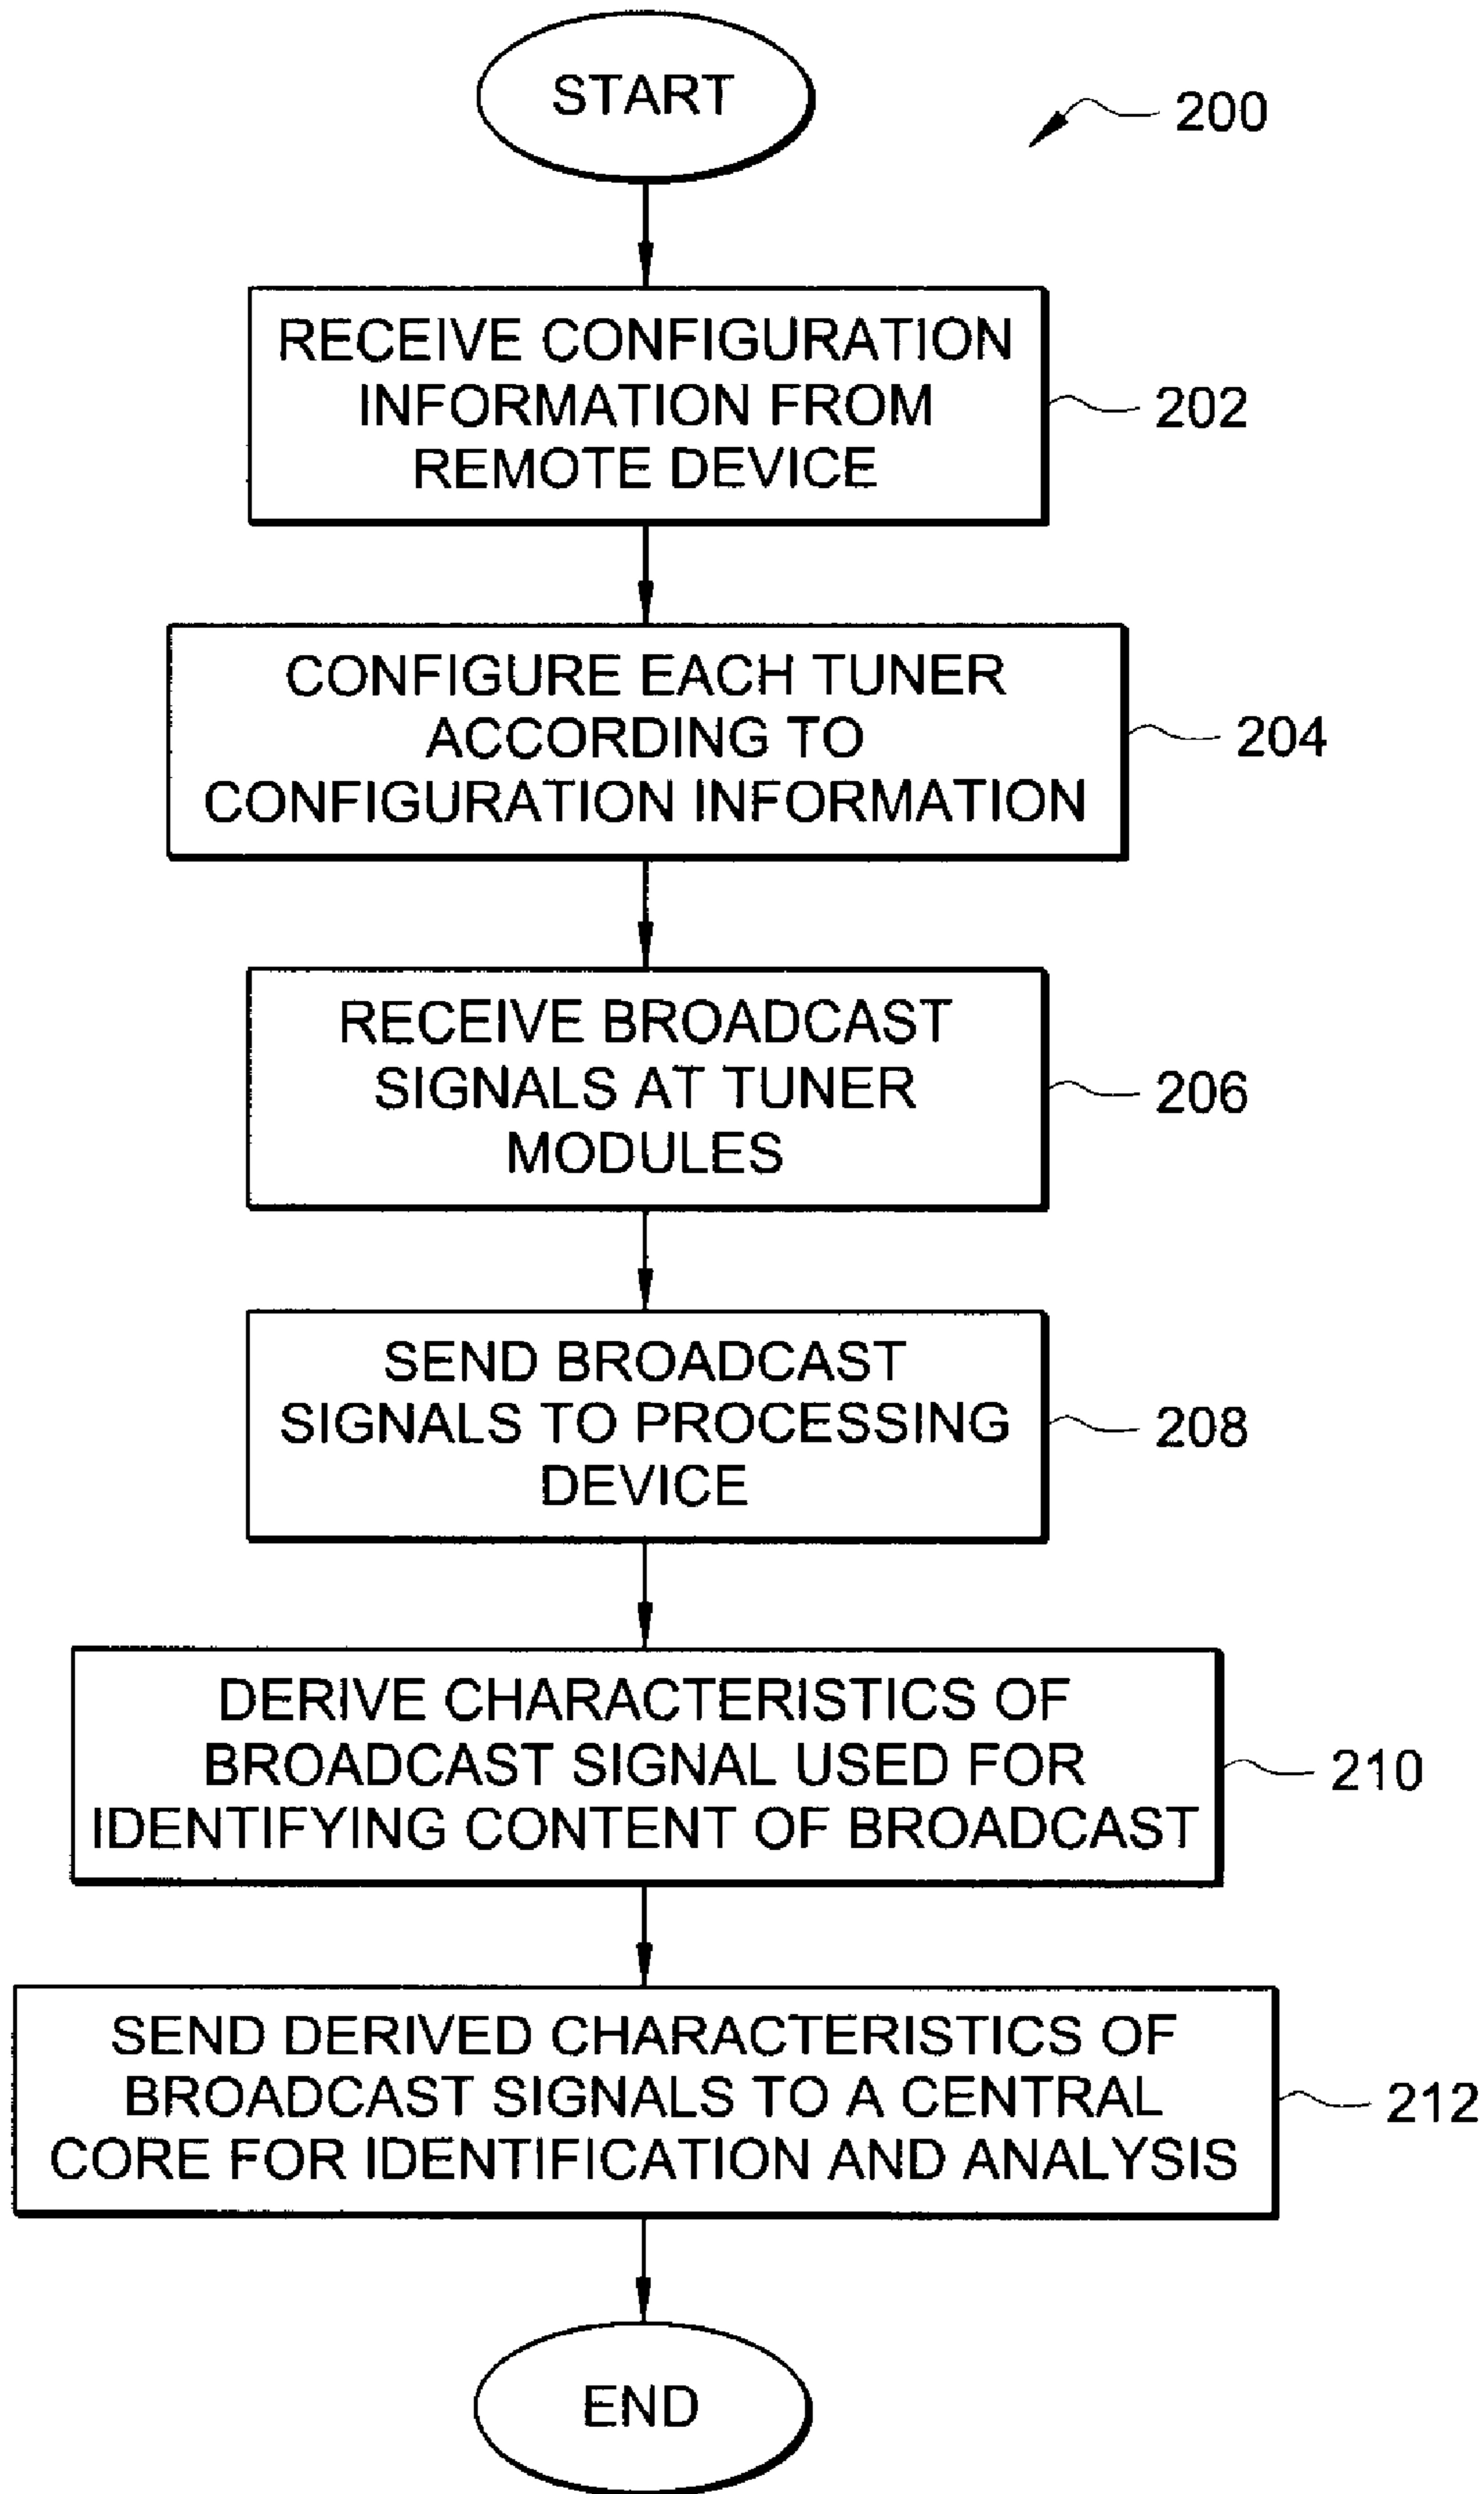 START
200
RECEIVE CONFIGURATION
INFORMATION FROM
REMOTE DEVICE
202
CONFIGURE EACH TUNER
ACCORDING TO
CONFIGURATION INFORMATION
204
RECEIVE BROADCAST
SIGNALS AT TUNER
MODULES
206
SEND BROADCAST
SIGNALS TO PROCESSING
DEVICE
208
DERIVE CHARACTERISTICS OF
BROADCAST SIGNAL USED FOR
IDENTIFYING CONTENT OF BROADCAST
210
SEND DERIVED CHARACTERISTICS OF
BROADCAST SIGNALS TO A CENTRAL
CORE FOR IDENTIFICATION AND ANALYSIS
212
END